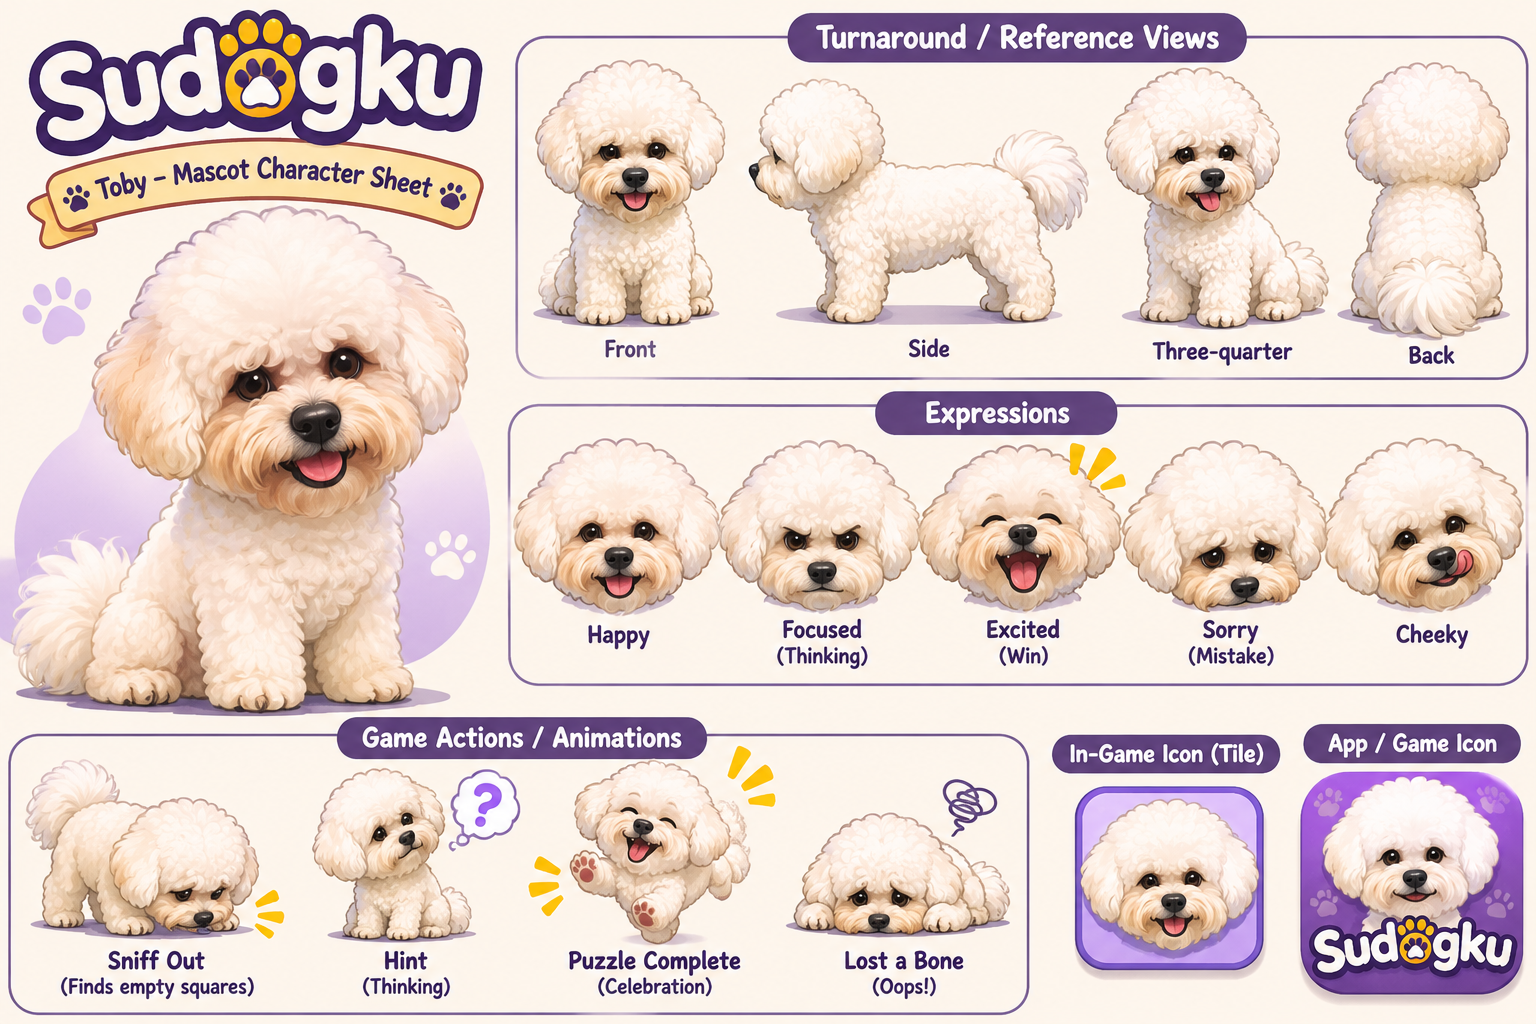 Sudogku
Toby – Mascot Character Sheet
Turnaround / Reference Views
Front
Side
Three-quarter
Back
Expressions
Happy
Focused
(Thinking)
Excited
(Win)
Sorry
(Mistake)
Cheeky
Game Actions / Animations
?
Sniff Out
(Finds empty squares)
Hint
(Thinking)
Puzzle Complete
(Celebration)
Lost a Bone
(Oops!)
In-Game Icon (Tile)
App / Game Icon
Sudogku